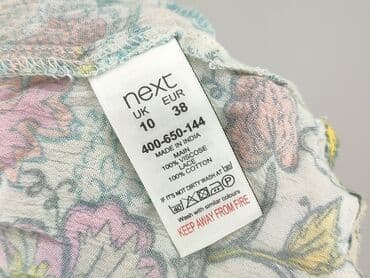 next
UK EUR
10 38
400-650-144
MADE IN INDIA
MAIN
100% VISCOSE
LACE
100% COTTON
IF IT'S NOT DIRTY WASH AT
Wash with similar colours
KEEP AWAY FROM FIRE